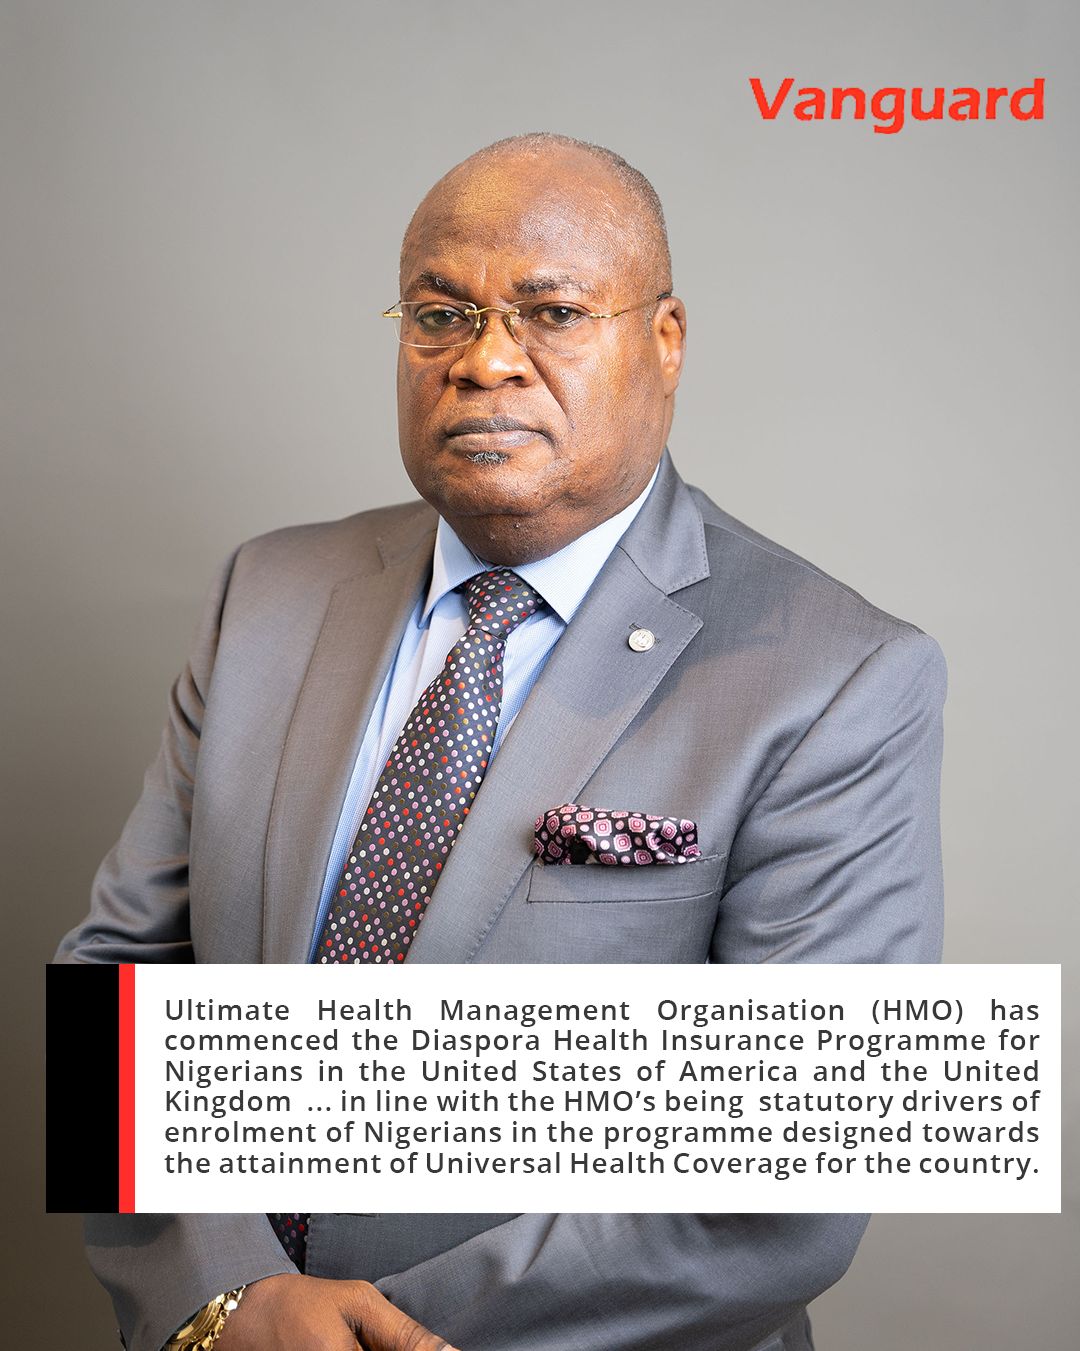 Vanguard
Ultimate Health Management Organisation (HMO) has
commenced the Diaspora Health Insurance Programme for
Nigerians in the United States of America and the United
Kingdom ... in line with the HMO’s being statutory drivers of
enrolment of Nigerians in the programme designed towards
the attainment of Universal Health Coverage for the country.